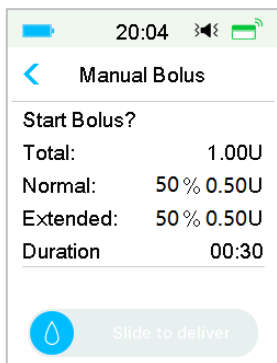 20:04
Manual Bolus
Start Bolus?
Total: 1.00U
Normal: 50% 0.50U
Extended: 50% 0.50U
Duration 00:30
Slide to deliver